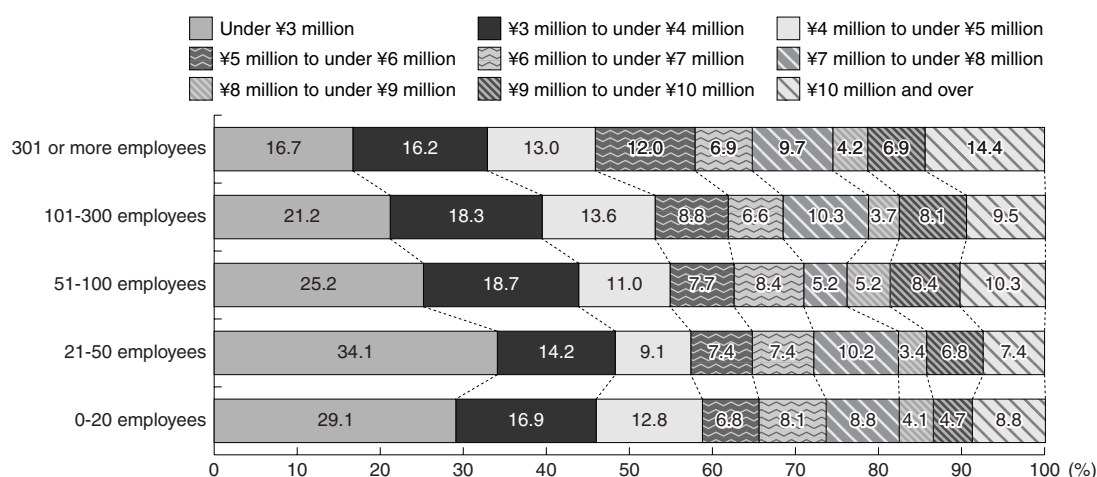 Under ¥3 million ¥3 million to under ¥4 million ¥4 million to under ¥5 million
¥5 million to under ¥6 million ¥6 million to under ¥7 million ¥7 million to under ¥8 million
¥8 million to under ¥9 million ¥9 million to under ¥10 million ¥10 million and over
301 or more employees 16.7 16.2 13.0 12.0 6.9 9.7 4.2 6.9 14.4
101-300 employees 21.2 18.3 13.6 8.8 6.6 10.3 3.7 8.1 9.5
51-100 employees 25.2 18.7 11.0 7.7 8.4 5.2 5.2 8.4 10.3
21-50 employees 34.1 14.2 9.1 7.4 7.4 10.2 3.4 6.8 7.4
0-20 employees 29.1 16.9 12.8 6.8 8.1 8.8 4.1 4.7 8.8
0 10 20 30 40 50 60 70 80 90 100 (%)